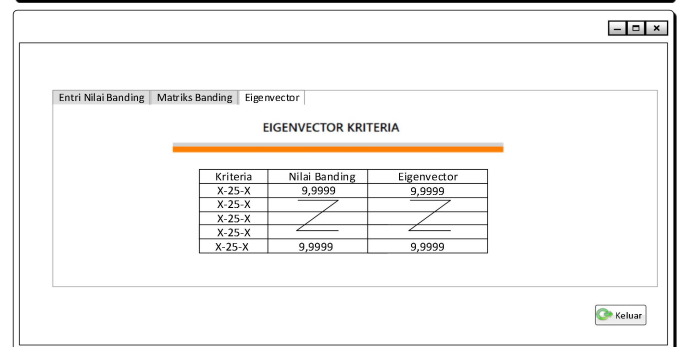 Entri Nilai Banding Matriks Banding Eigenvector
EIGENVECTOR KRITERIA
Kriteria Nilai Banding Eigenvector
X-25-X 9,9999 9,9999
X-25-X
X-25-X
X-25-X
X-25-X 9,9999 9,9999
Keluar